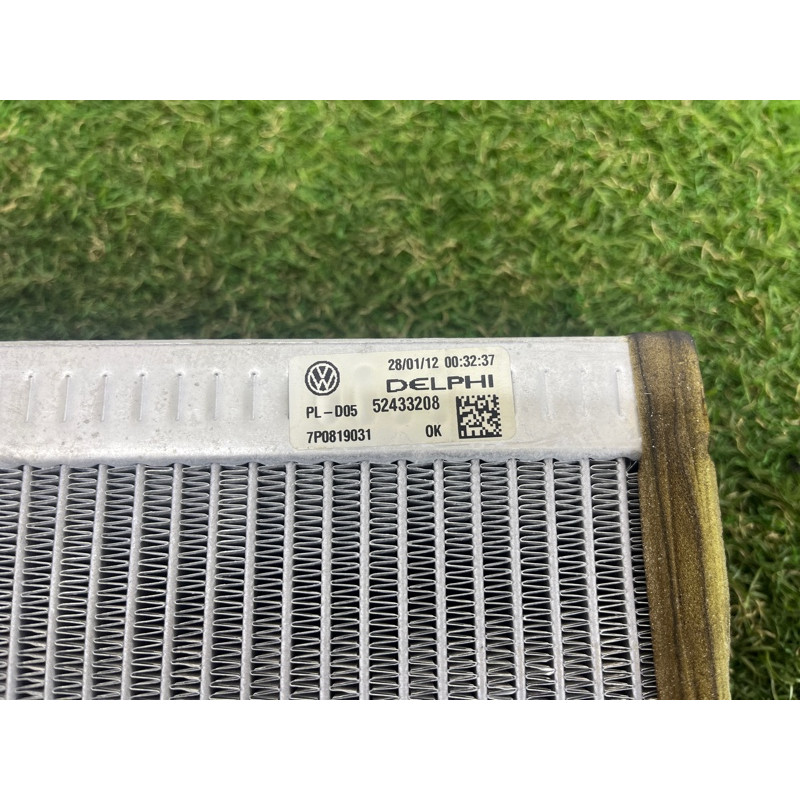 28/01/12 00:32:37
DELPHI
PL-D05 52433208
7P0819031 OK